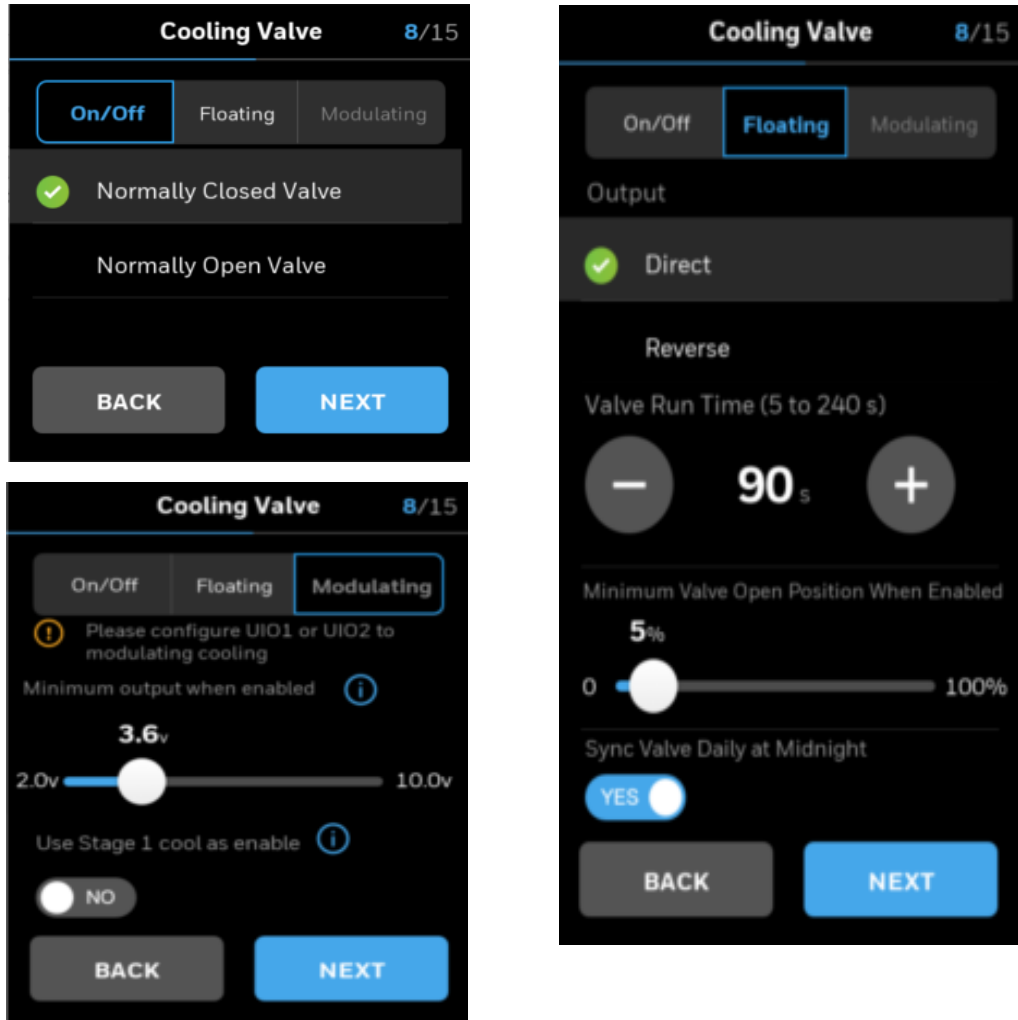 Cooling Valve 8/15
On/Off Floating Modulating
Normally Closed Valve
Normally Open Valve
BACK NEXT
Cooling Valve 8/15
On/Off Floating Modulating
Please configure UIO1 or UIO2 to
modulating cooling
Minimum output when enabled
3.6v
2.0v 10.0v
Use Stage 1 cool as enable
NO
BACK NEXT
Cooling Valve 8/15
On/Off Floating Modulating
Output
Direct
Reverse
Valve Run Time (5 to 240 s)
90 s
Minimum Valve Open Position When Enabled
5%
0 100%
Sync Valve Daily at Midnight
YES
BACK NEXT